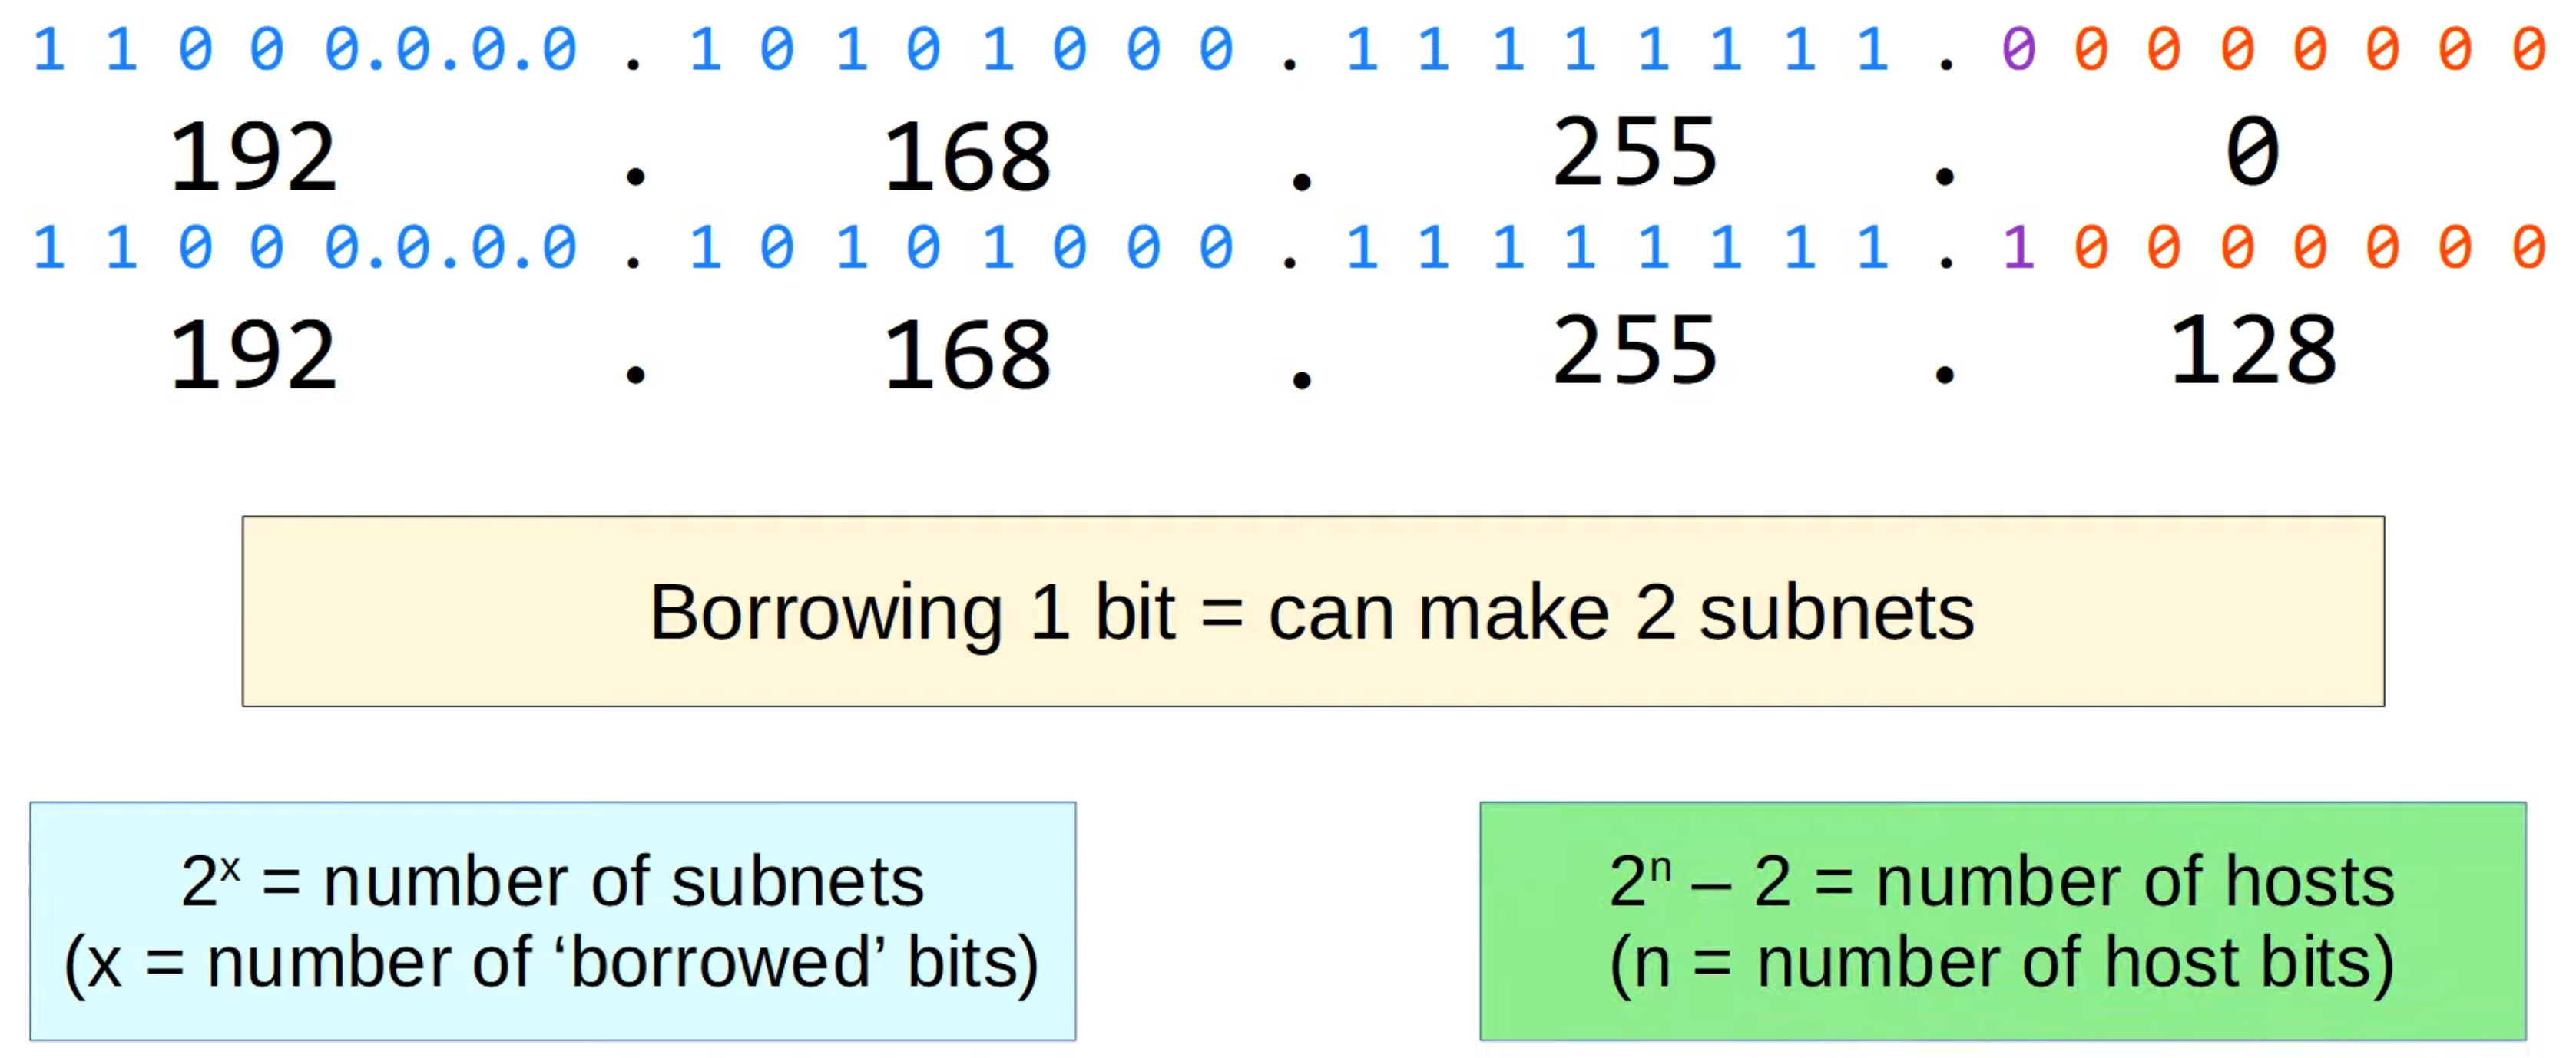 1 1 0 0 0.0.0.0 . 1 0 1 0 1 0 0 0 . 1 1 1 1 1 1 1 1 . 0 0 0 0 0 0 0 0
192 . 168 . 255 . 0
1 1 0 0 0.0.0.0 . 1 0 1 0 1 0 0 0 . 1 1 1 1 1 1 1 1 . 1 0 0 0 0 0 0 0
192 . 168 . 255 . 128
Borrowing 1 bit = can make 2 subnets
2ˣ = number of subnets
(x = number of ‘borrowed’ bits)
2ⁿ – 2 = number of hosts
(n = number of host bits)